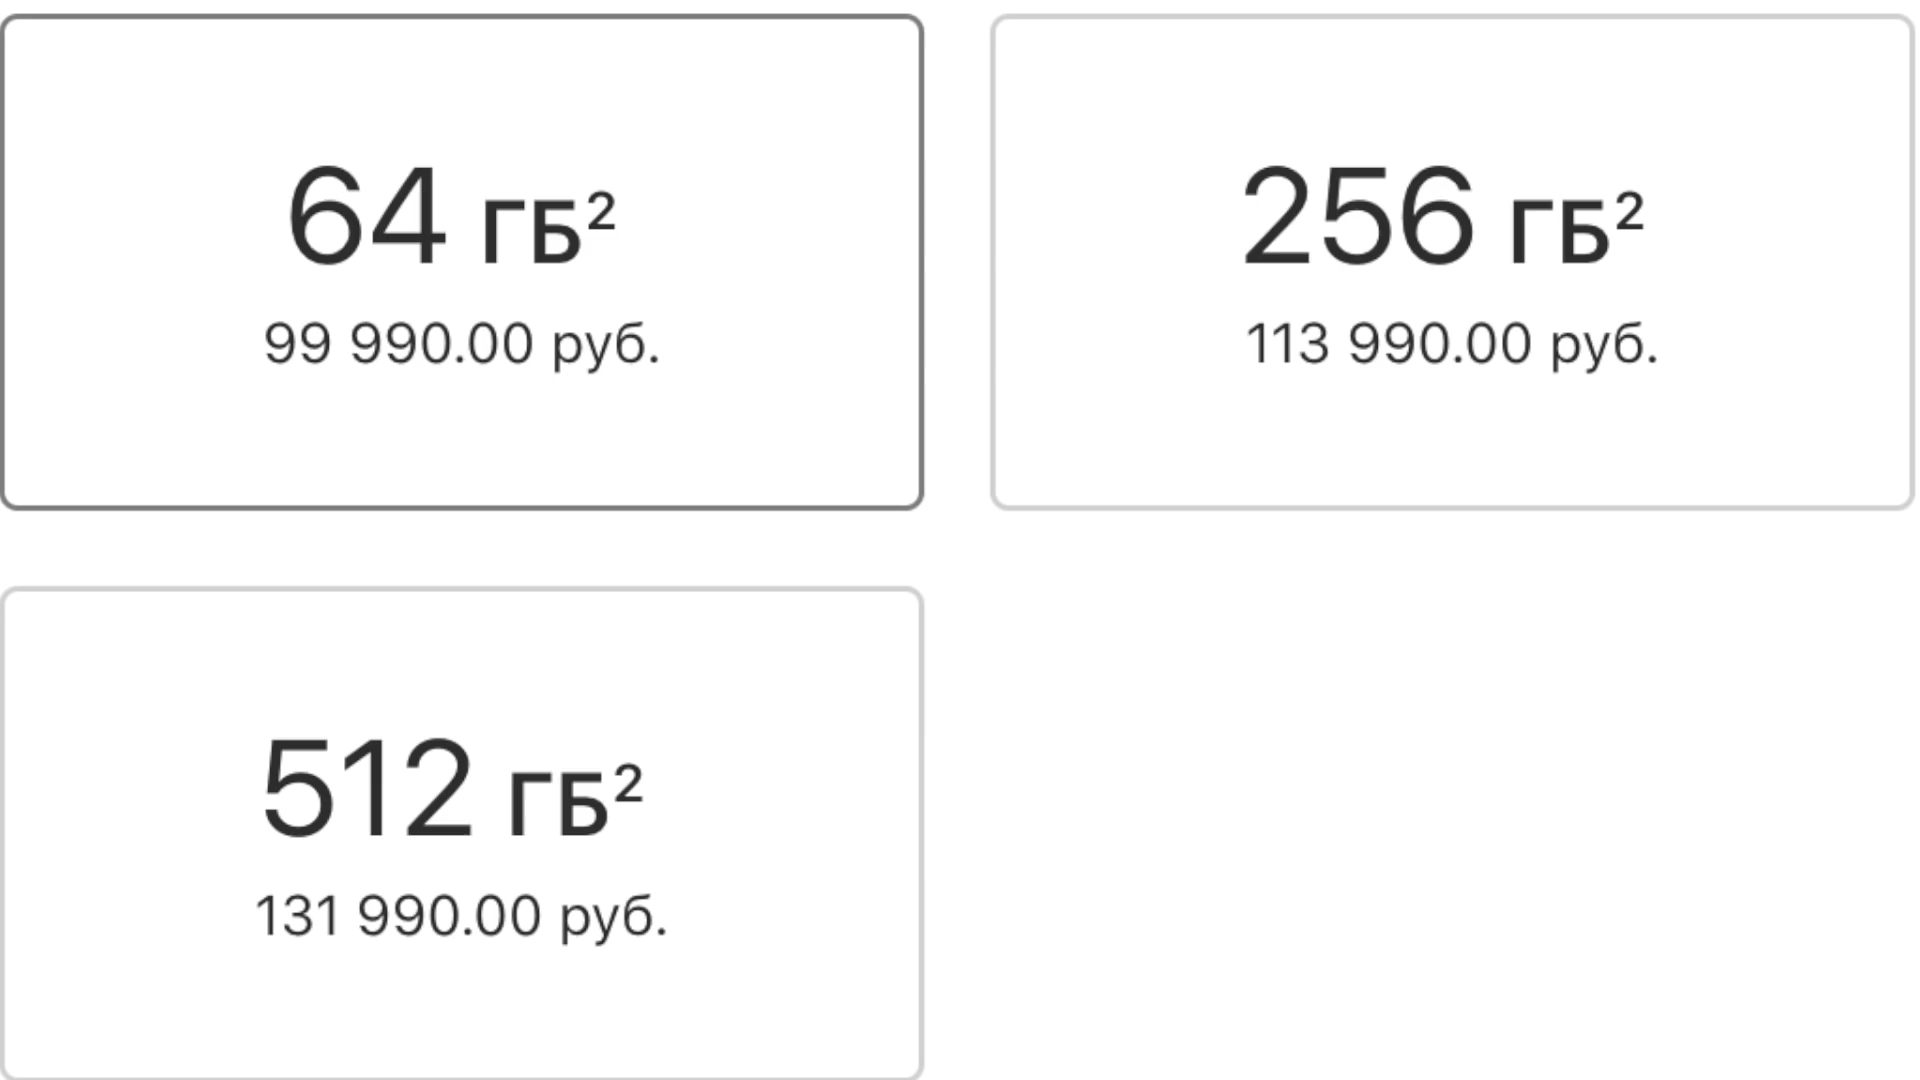 64 ГБ²
99 990.00 руб.
256 ГБ²
113 990.00 руб.
512 ГБ²
131 990.00 руб.